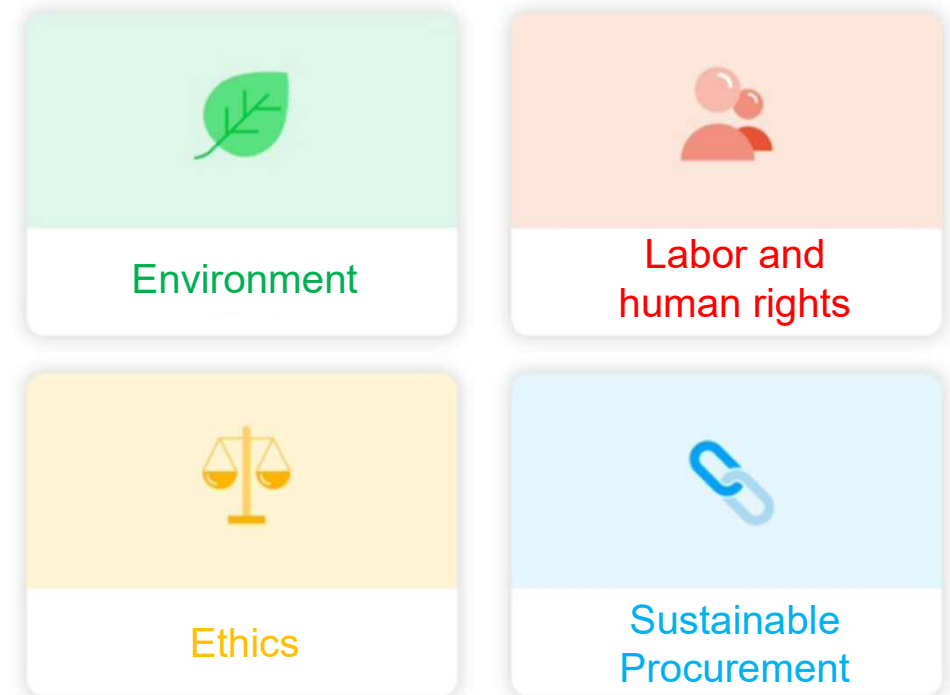 Environment
Labor and
human rights
Ethics
Sustainable
Procurement